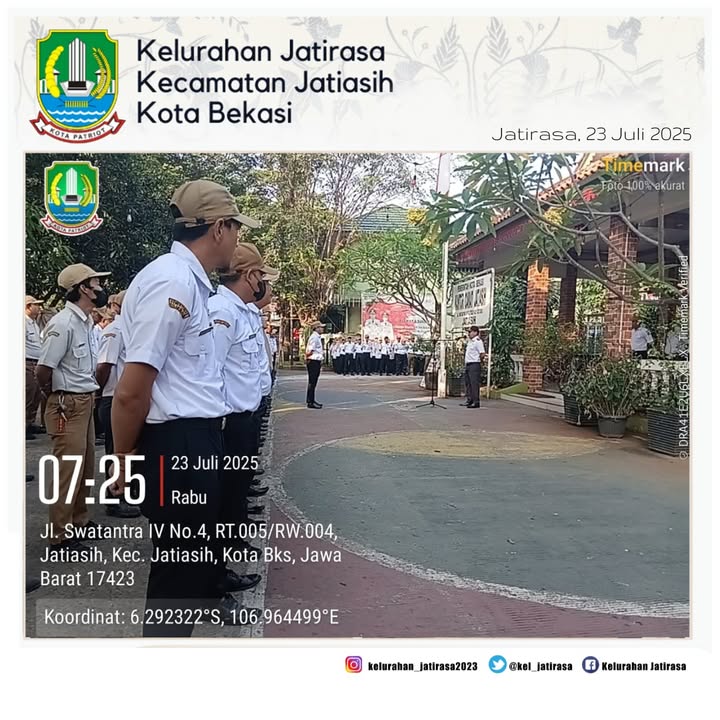 Kelurahan Jatirasa
Kecamatan Jatiasih
Kota Bekasi
KOTA PATRIOT
Jatirasa, 23 Juli 2025
KOTA PATRIOT
Timemark
Foto 100% akurat
07:25
23 Juli 2025
Rabu
Jl. Swatantra IV No.4, RT.005/RW.004,
Jatiasih, Kec. Jatiasih, Kota Bks, Jawa
Barat 17423
Koordinat: 6.292322°S, 106.964499°E
Timemark Verified
kelurahan_jatirasa2023
@kel_jatirasa
Kelurahan Jatirasa